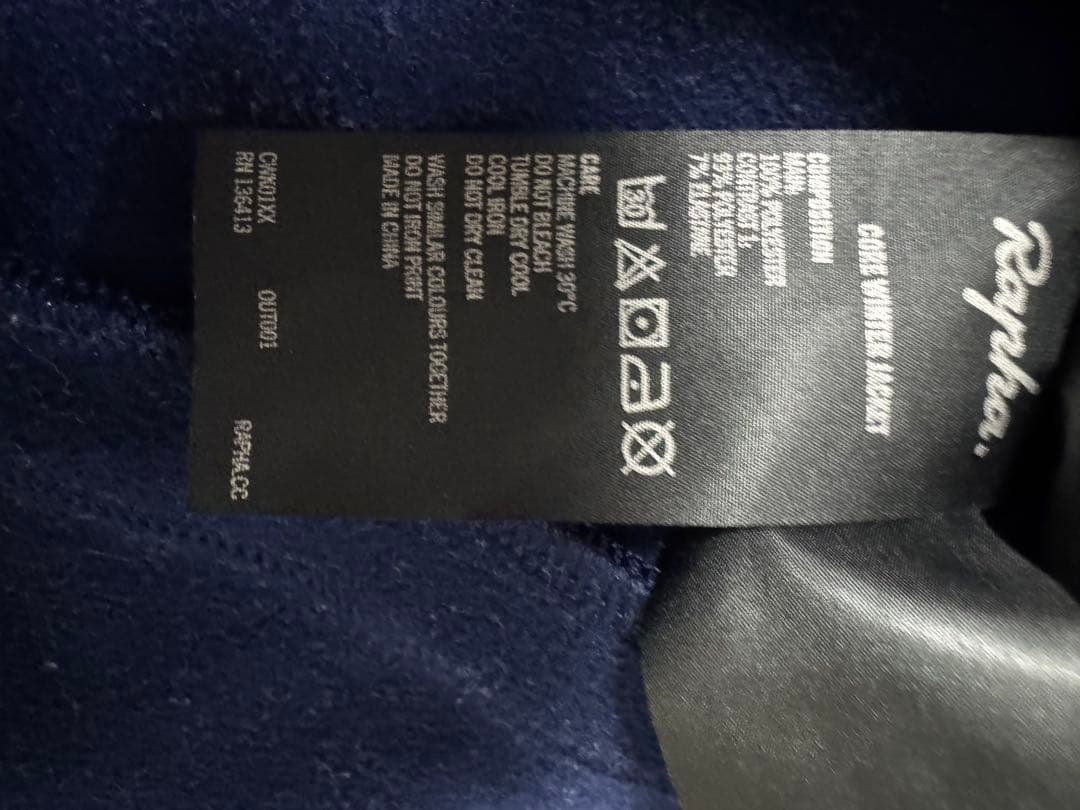 Rapha
CORE WINTER JACKET
COMPOSITION
MAIN:
100% POLYESTER
CONTRAST 1:
93% POLYESTER
7% ELASTANE
30
CARE
MACHINE WASH 30°C
DO NOT BLEACH
TUMBLE DRY COOL
COOL IRON
DO NOT DRY CLEAN
WASH SIMILAR COLOURS TOGETHER
DO NOT IRON PRINT
MADE IN CHINA
OUT001 RAPHA.CC
RN 136413